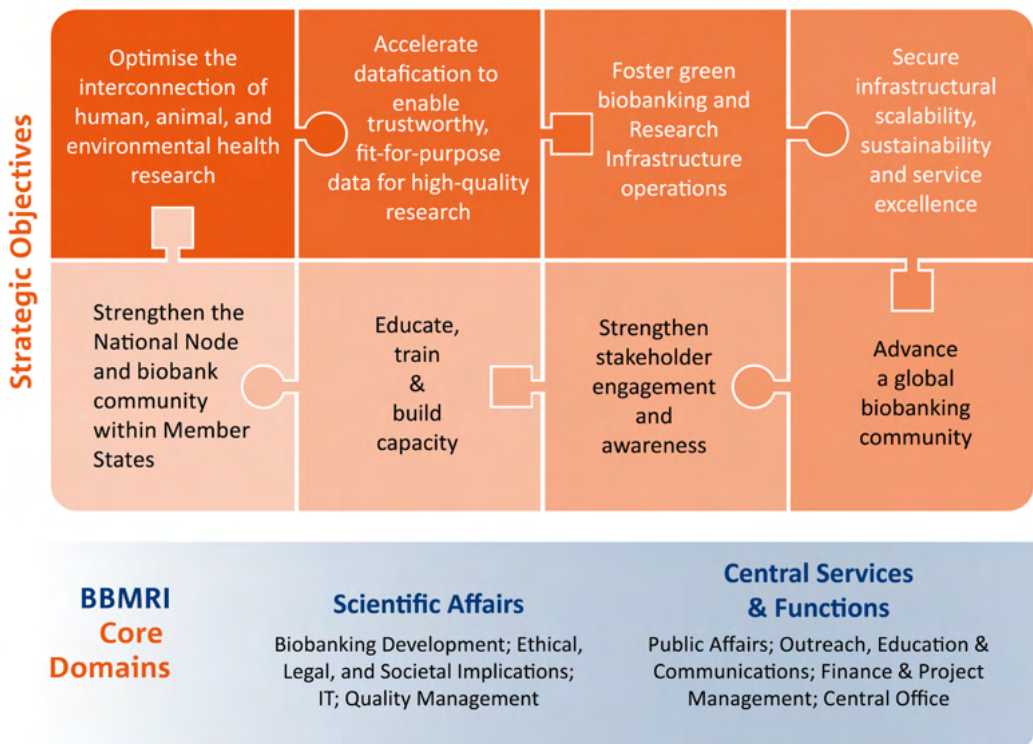 Strategic Objectives
Optimise the
interconnection of
human, animal, and
environmental health
research
Accelerate
datafication to
enable
trustworthy,
fit-for-purpose
data for high-quality
research
Foster green
biobanking and
Research
Infrastructure
operations
Secure
infrastructural
scalability,
sustainability
and service
excellence
Strengthen the
National Node
and biobank
community
within Member
States
Educate,
train
&
build
capacity
Strengthen
stakeholder
engagement
and
awareness
Advance
a global
biobanking
community
BBMRI
Core
Domains
Scientific Affairs
Biobanking Development; Ethical,
Legal, and Societal Implications;
IT; Quality Management
Central Services
& Functions
Public Affairs; Outreach, Education &
Communications; Finance & Project
Management; Central Office